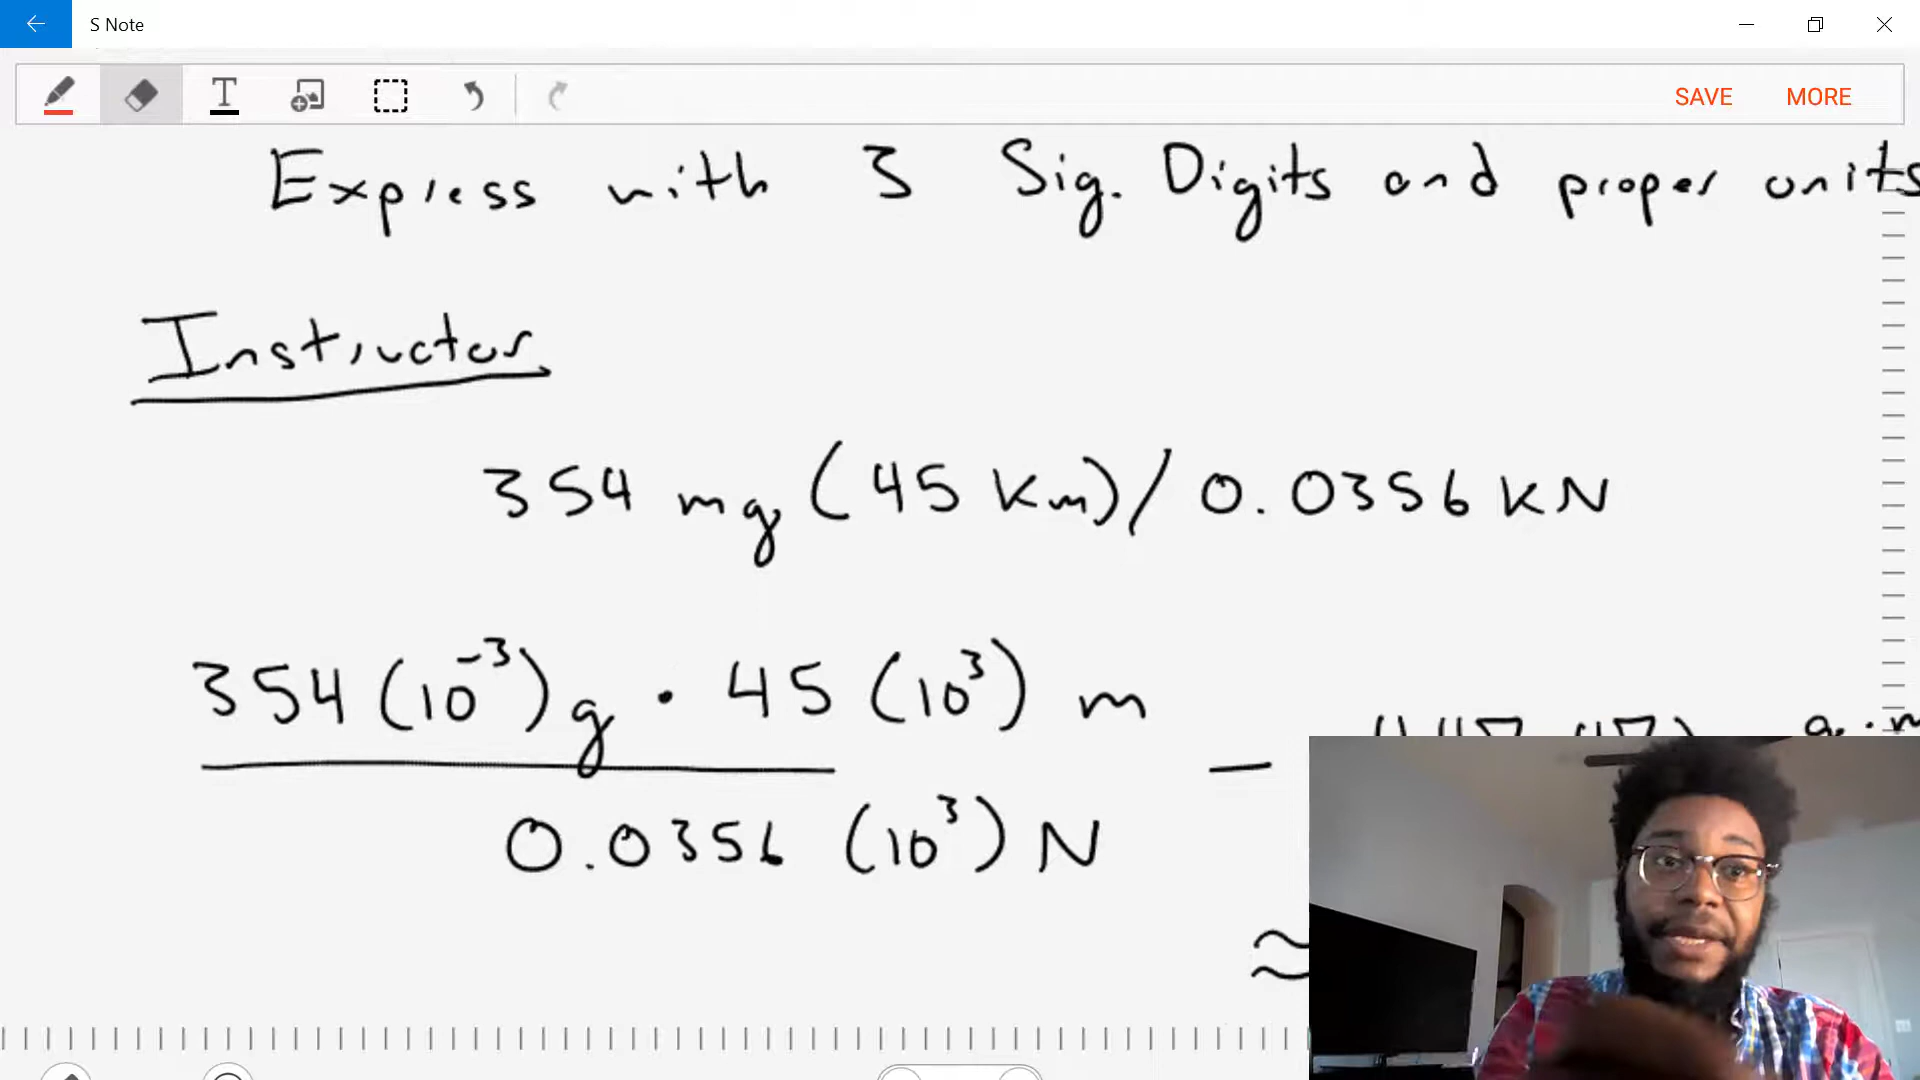 S Note
T SAVE MORE
Express with 3 Sig. Digits and proper units
Instructor
354 mg (45 Km)/0.0356 KN
354 (10⁻³) g · 45 (10³) m
0.0356 (10³) N
≈